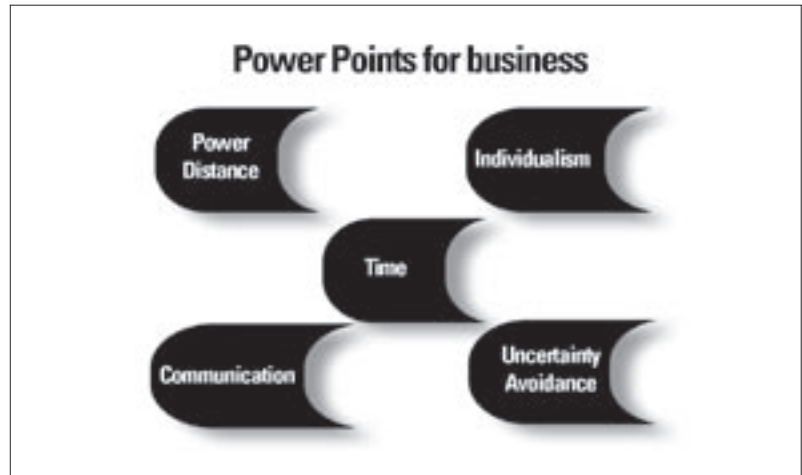 Power Points for business
Power
Distance
Individualism
Time
Communication
Uncertainty
Avoidance